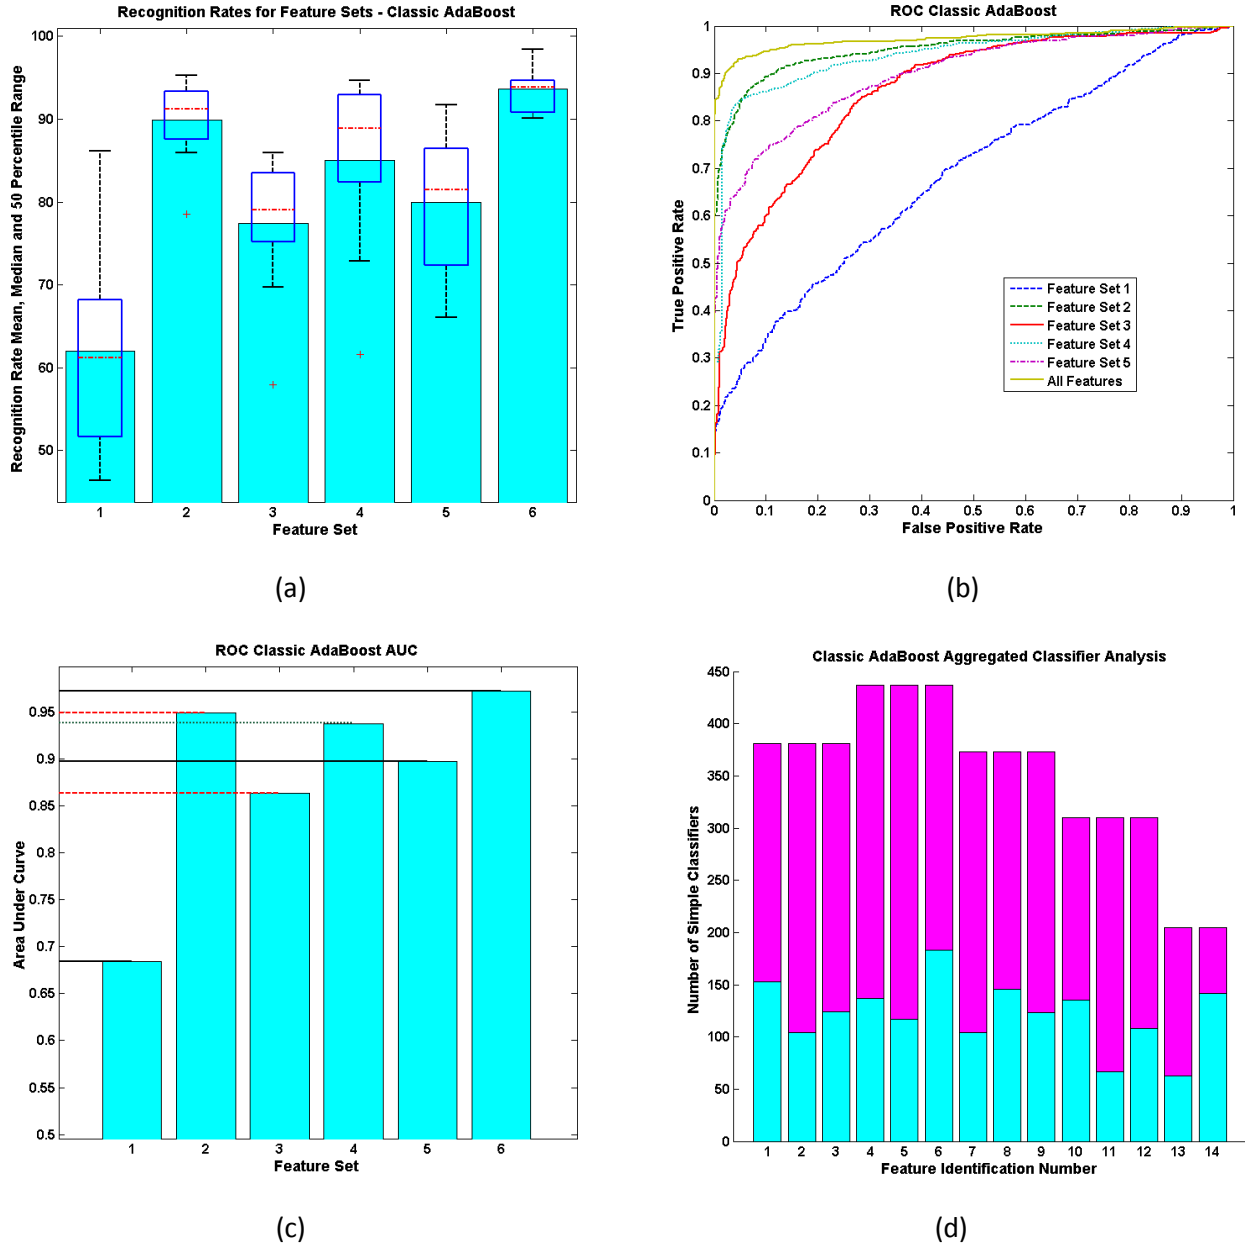 Recognition Rates for Feature Sets - Classic AdaBoost
Recognition Rate Mean, Median and 50 Percentile Range
100
90
80
70
60
50
1 2 3 4 5 6
Feature Set
(a)
ROC Classic AdaBoost
True Positive Rate
1
0.9
0.8
0.7
0.6
0.5
0.4
0.3
0.2
0.1
0
Feature Set 1
Feature Set 2
Feature Set 3
Feature Set 4
Feature Set 5
All Features
0 0.1 0.2 0.3 0.4 0.5 0.6 0.7 0.8 0.9 1
False Positive Rate
(b)
ROC Classic AdaBoost AUC
Area Under Curve
0.95
0.9
0.85
0.8
0.75
0.7
0.65
0.6
0.55
0.5
1 2 3 4 5 6
Feature Set
(c)
Classic AdaBoost Aggregated Classifier Analysis
Number of Simple Classifiers
450
400
350
300
250
200
150
100
50
0
1 2 3 4 5 6 7 8 9 10 11 12 13 14
Feature Identification Number
(d)